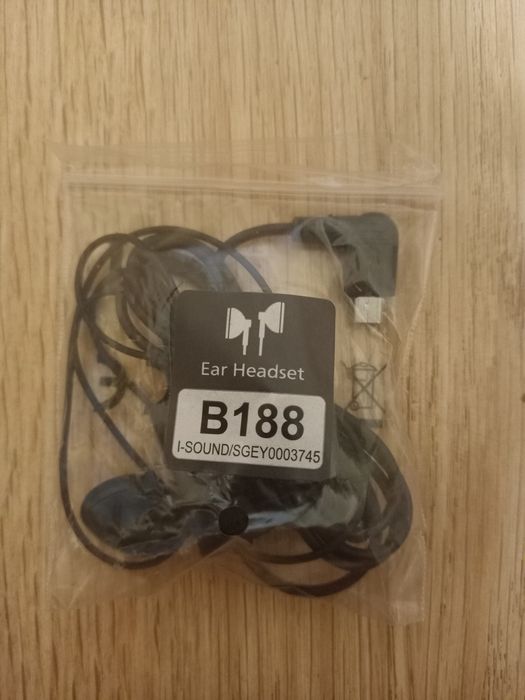 Ear Headset
B188
I-SOUND/SGEY0003745